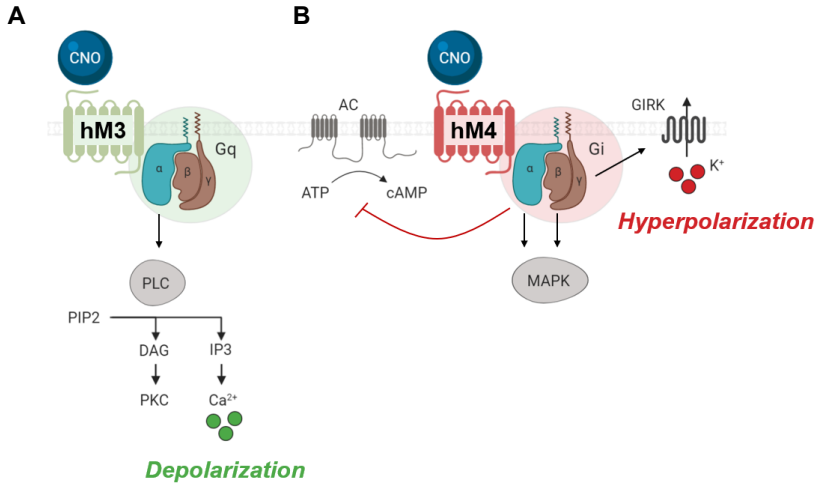 A
CNO
hM3
Gq
α
β
γ
PLC
PIP2
DAG
IP3
PKC
Ca²⁺
Depolarization
B
CNO
AC
hM4
Gi
α
β
γ
GIRK
K⁺
ATP
cAMP
Hyperpolarization
MAPK